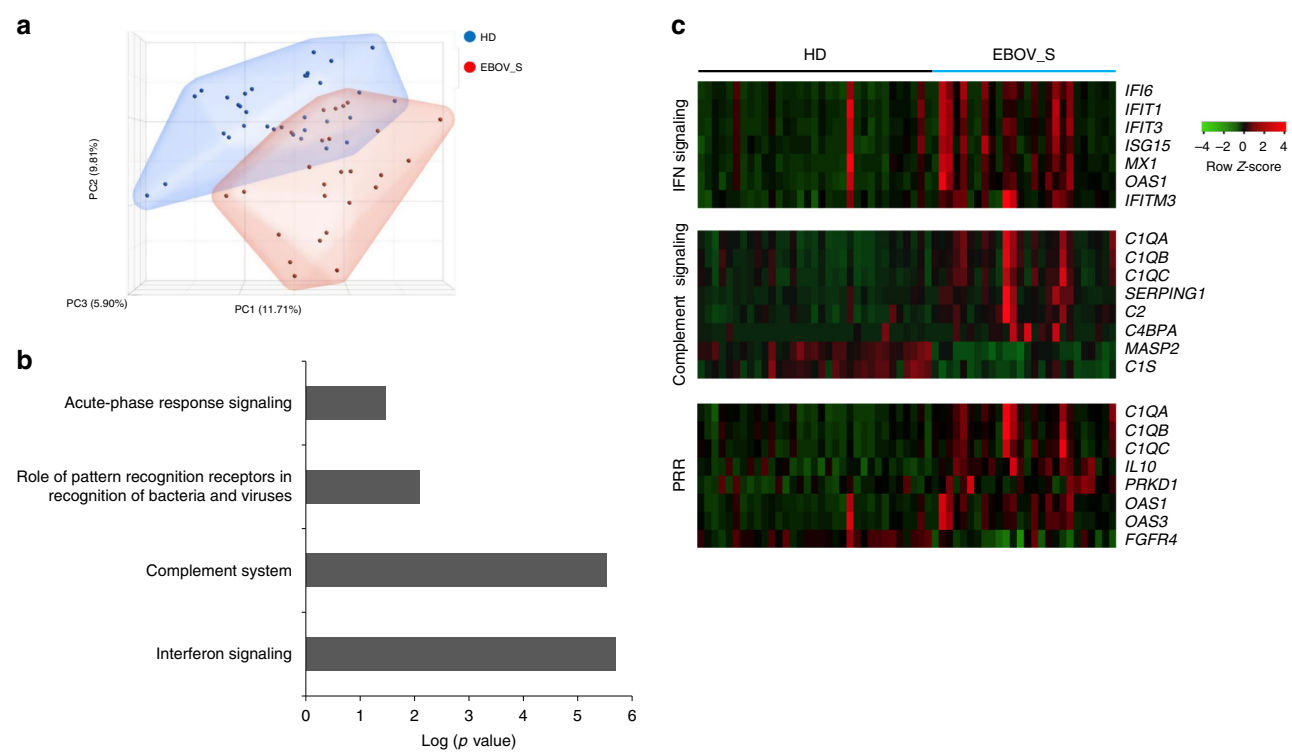 a
HD
EBOV_S
PC2 (9.81%)
PC3 (5.90%)
PC1 (11.71%)
b
Acute-phase response signaling
Role of pattern recognition receptors in
recognition of bacteria and viruses
Complement system
Interferon signaling
0 1 2 3 4 5 6
Log (p value)
c
HD EBOV_S
IFN signaling
IFI6
IFIT1
IFIT3
ISG15
MX1
OAS1
IFITM3
–4 –2 0 2 4
Row Z-score
Complement signaling
C1QA
C1QB
C1QC
SERPING1
C2
C4BPA
MASP2
C1S
PRR
C1QA
C1QB
C1QC
IL10
PRKD1
OAS1
OAS3
FGFR4